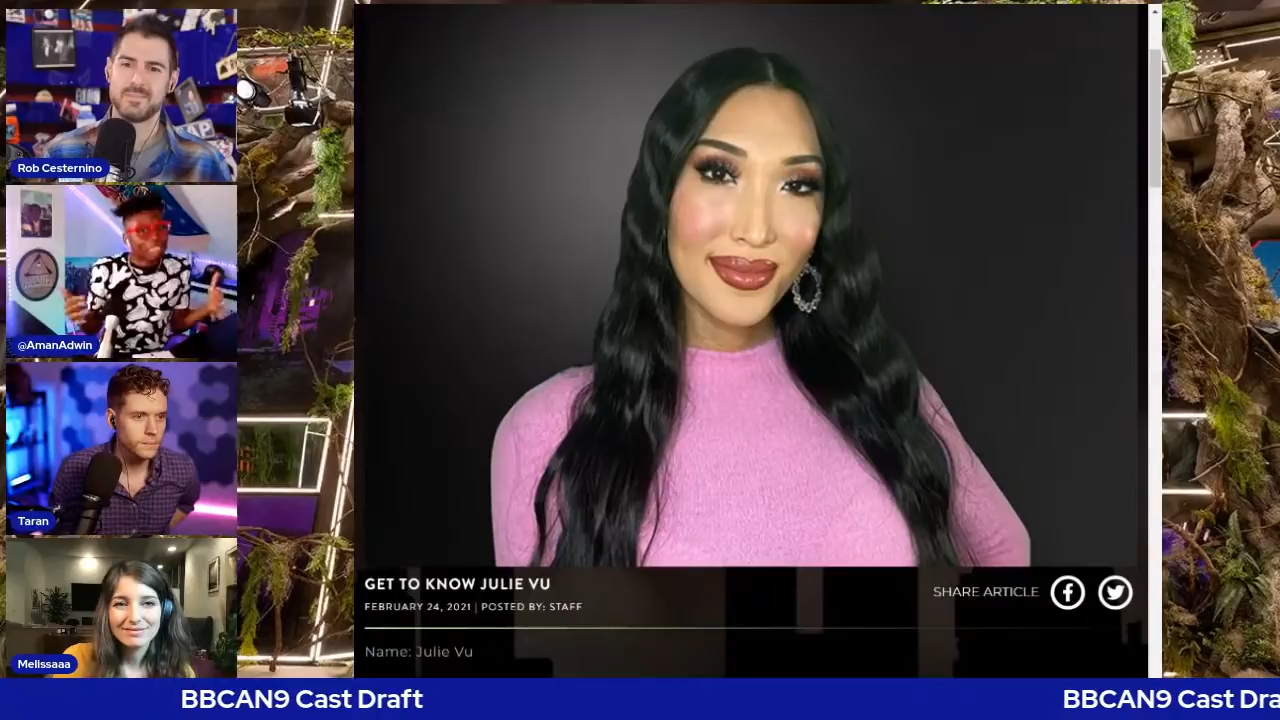 Rob Cesternino
@AmanAdwin
Taran
Melissaaa
GET TO KNOW JULIE VU
FEBRUARY 24, 2021 | POSTED BY: STAFF
SHARE ARTICLE
Name: Julie Vu
BBCAN9 Cast Draft
BBCAN9 Cast Dra